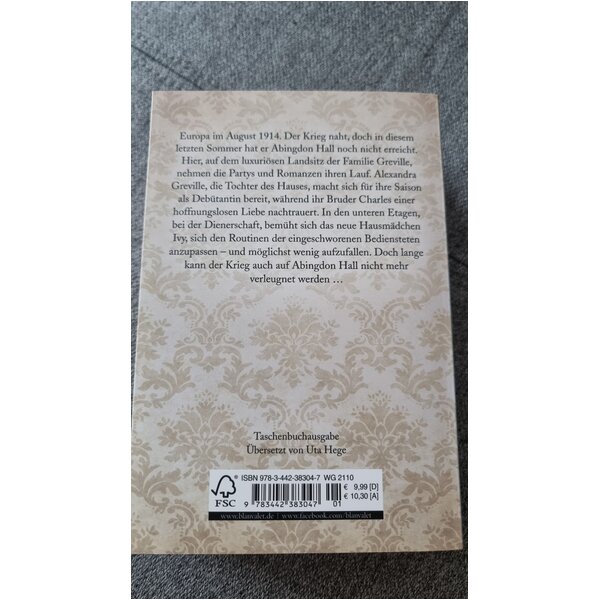 Europa im August 1914. Der Krieg naht, doch in diesem
letzten Sommer hat er Abingdon Hall noch nicht erreicht.
Hier, auf dem luxuriösen Landsitz der Familie Greville,
nehmen die Partys und Romanzen ihren Lauf. Alexandra
Greville, die Tochter des Hauses, macht sich für ihre Saison
als Debütantin bereit, während ihr Bruder Charles einer
hoffnungslosen Liebe nachtrauert. In den unteren Etagen,
bei der Dienerschaft, bemüht sich das neue Hausmädchen
Ivy, sich den Routinen der eingeschworenen Bediensteten
anzupassen – und möglichst wenig aufzufallen. Doch lange
kann der Krieg auch auf Abingdon Hall nicht mehr
verleugnet werden …
Taschenbuchausgabe
Übersetzt von Uta Hege
ISBN 978-3-442-38304-7 WG 2110
€ 9,99 [D]
€ 10,30 [A]
FSC
9 783442 383047 01
www.blanvalet.de www.facebook.com/blanvalet